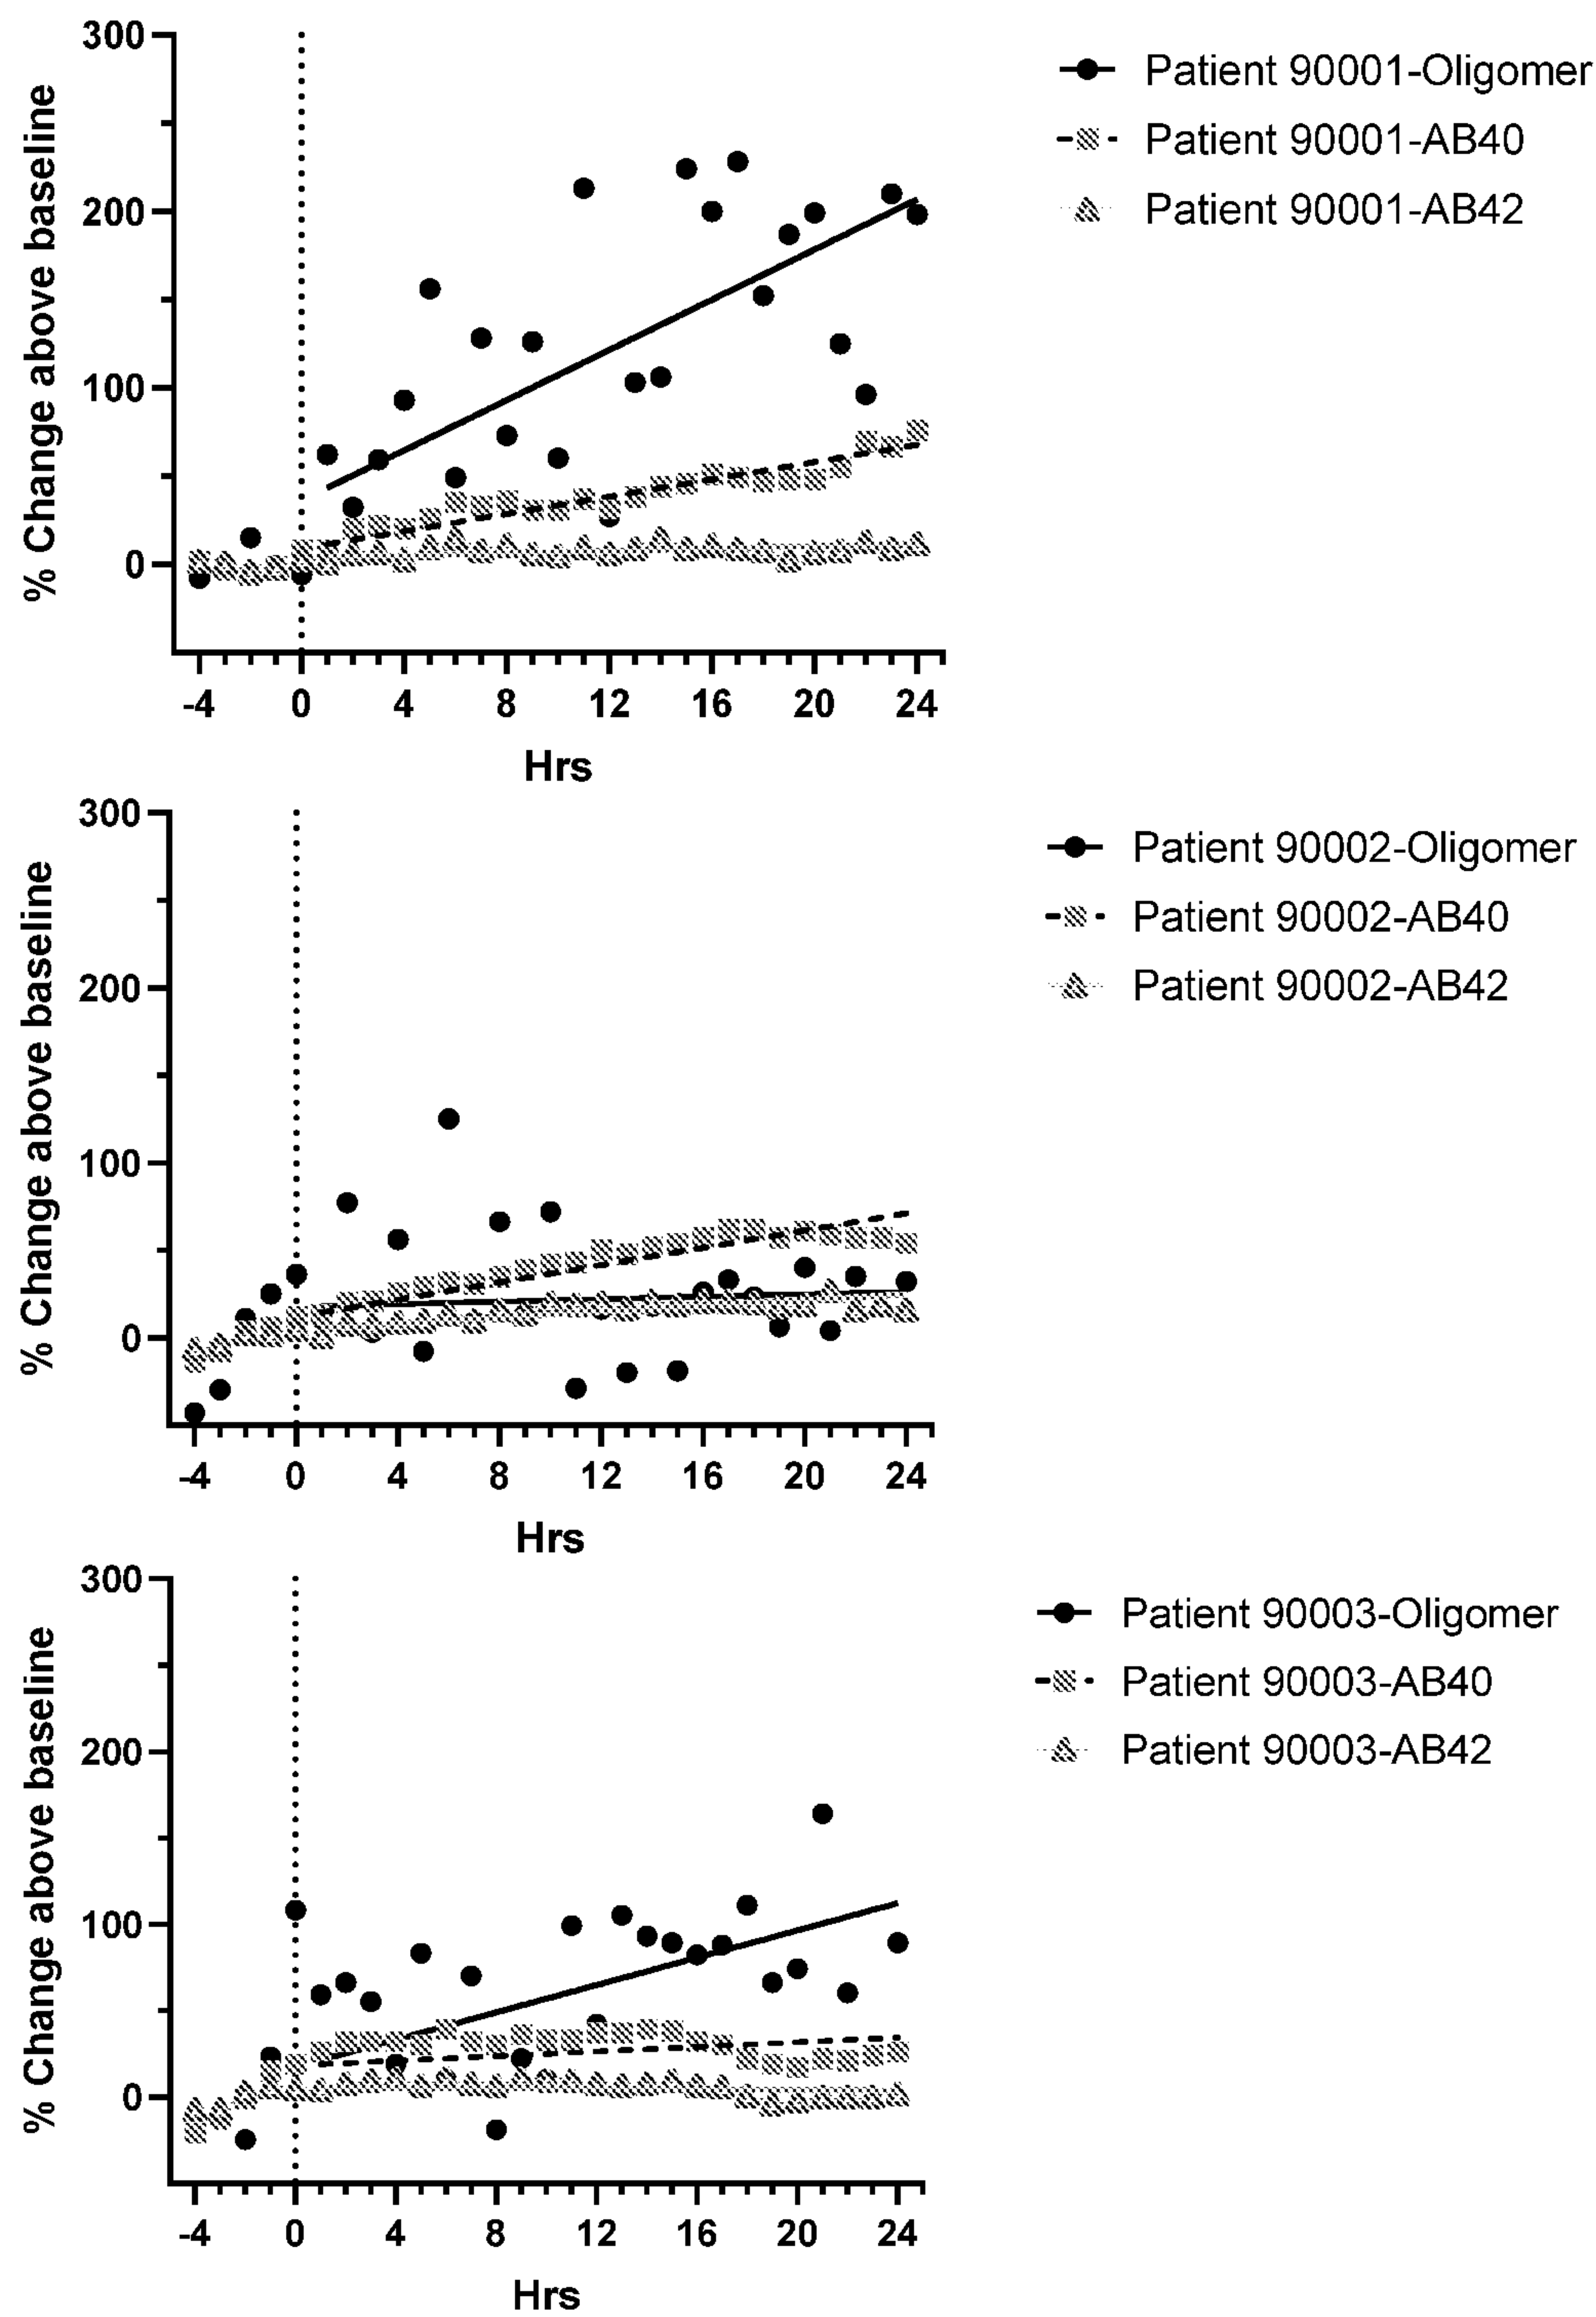 % Change above baseline
300
200
100
0
-4 0 4 8 12 16 20 24
Hrs
Patient 90001-Oligomer
Patient 90001-AB40
Patient 90001-AB42
% Change above baseline
300
200
100
0
-4 0 4 8 12 16 20 24
Hrs
Patient 90002-Oligomer
Patient 90002-AB40
Patient 90002-AB42
% Change above baseline
300
200
100
0
-4 0 4 8 12 16 20 24
Hrs
Patient 90003-Oligomer
Patient 90003-AB40
Patient 90003-AB42